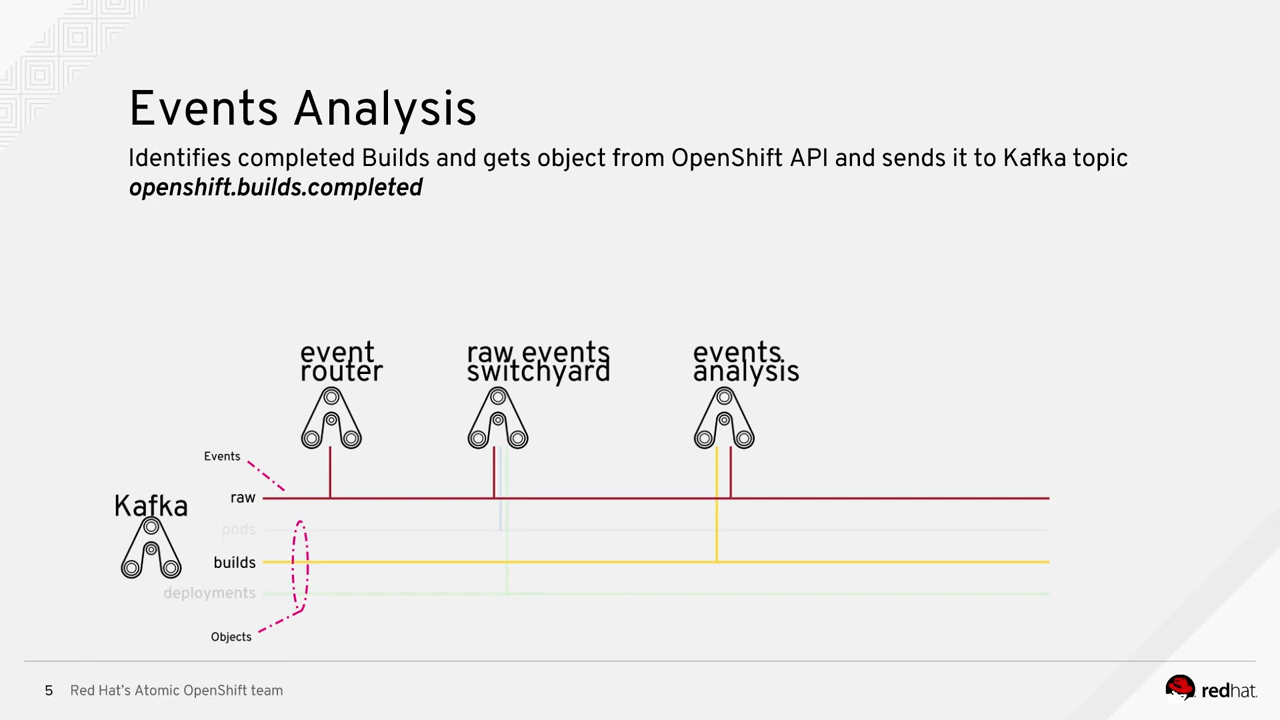 Events Analysis
Identifies completed Builds and gets object from OpenShift API and sends it to Kafka topic
openshift.builds.completed
event
router
raw events
switchyard
events
analysis
Events
Kafka
raw
pods
builds
deployments
Objects
5 Red Hat's Atomic OpenShift team
redhat.